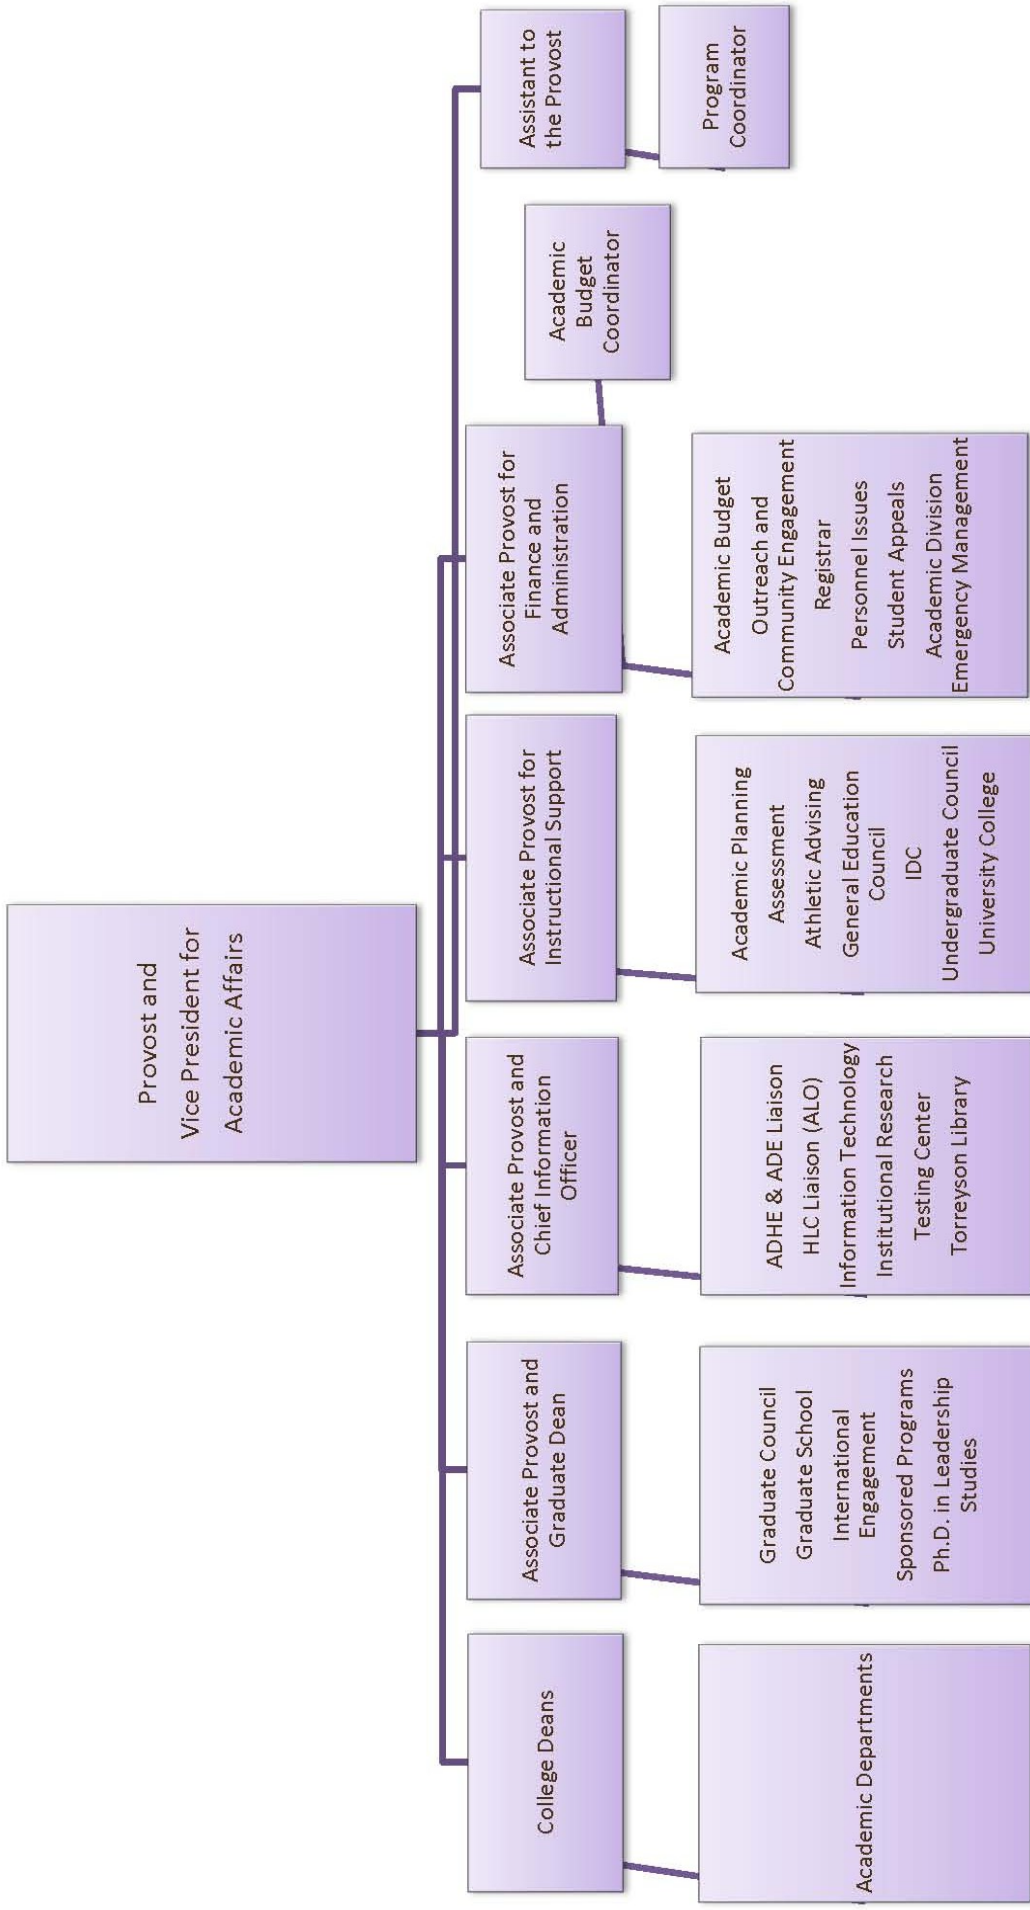 Provost and
Vice President for
Academic Affairs
College Deans
Associate Provost and
Graduate Dean
Associate Provost and
Chief Information
Officer
Associate Provost for
Instructional Support
Associate Provost for
Finance and
Administration
Academic
Budget
Coordinator
Assistant to
the Provost
Program
Coordinator
Academic Departments
Graduate Council
Graduate School
International
Engagement
Sponsored Programs
Ph.D. in Leadership
Studies
ADHE & ADE Liaison
HLC Liaison (ALO)
Information Technology
Institutional Research
Testing Center
Torreyson Library
Academic Planning
Assessment
Athletic Advising
General Education
Council
IDC
Undergraduate Council
University College
Academic Budget
Outreach and
Community Engagement
Registrar
Personnel Issues
Student Appeals
Academic Division
Emergency Management